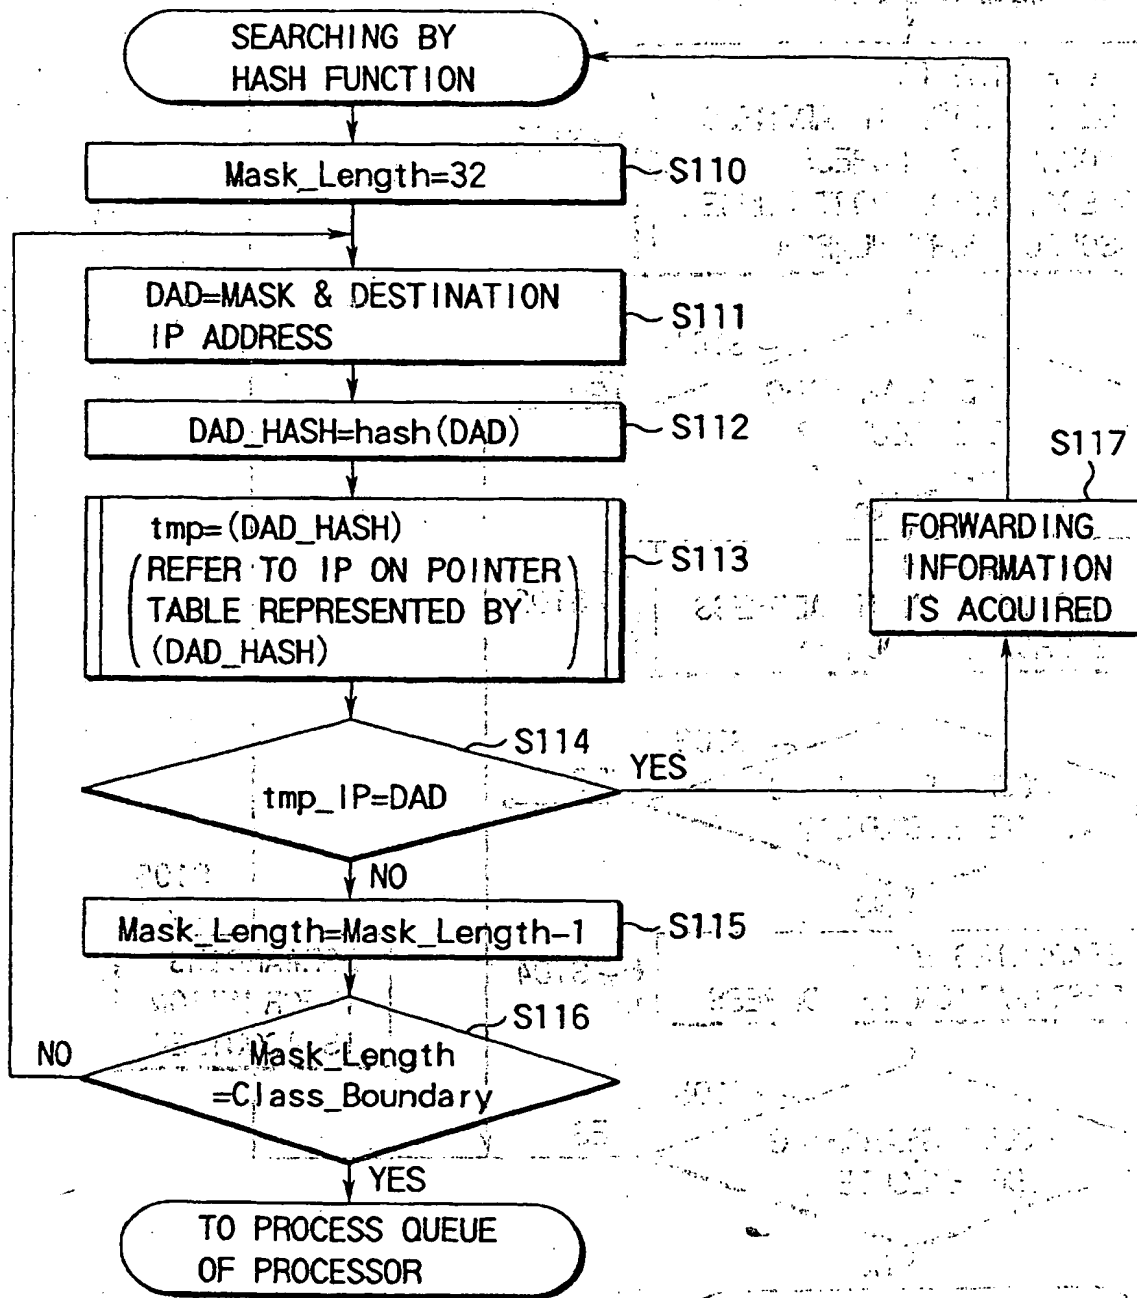 SEARCHING BY
HASH FUNCTION
Mask_Length=32
S110
DAD=MASK & DESTINATION
IP ADDRESS
S111
DAD_HASH=hash(DAD)
S112
tmp=(DAD_HASH)
(REFER TO IP ON POINTER
TABLE REPRESENTED BY
(DAD_HASH))
S113
S117
FORWARDING
INFORMATION
IS ACQUIRED
S114
tmp_IP=DAD
YES
NO
Mask_Length=Mask_Length-1
S115
S116
Mask_Length
=Class_Boundary
NO
YES
TO PROCESS QUEUE
OF PROCESSOR